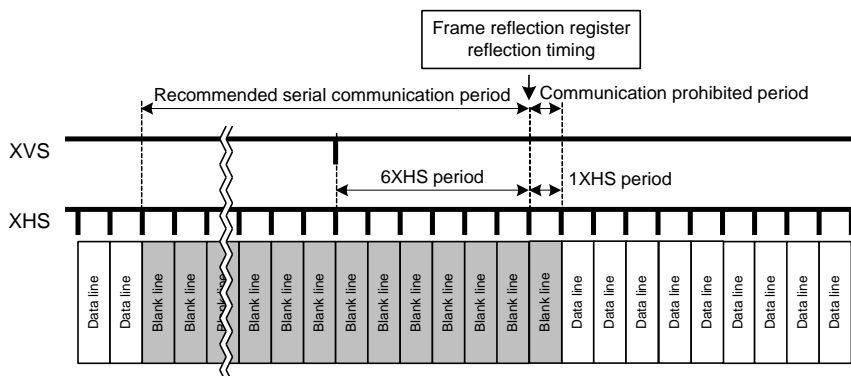 Frame reflection register
reflection timing
Recommended serial communication period
Communication prohibited period
XVS
6XHS period
1XHS period
XHS
Data line
Data line
Blank line
Blank line
Blank line
Blank line
Blank line
Blank line
Blank line
Blank line
Blank line
Blank line
Blank line
Blank line
Data line
Data line
Data line
Data line
Data line
Data line
Data line
Data line
Data line